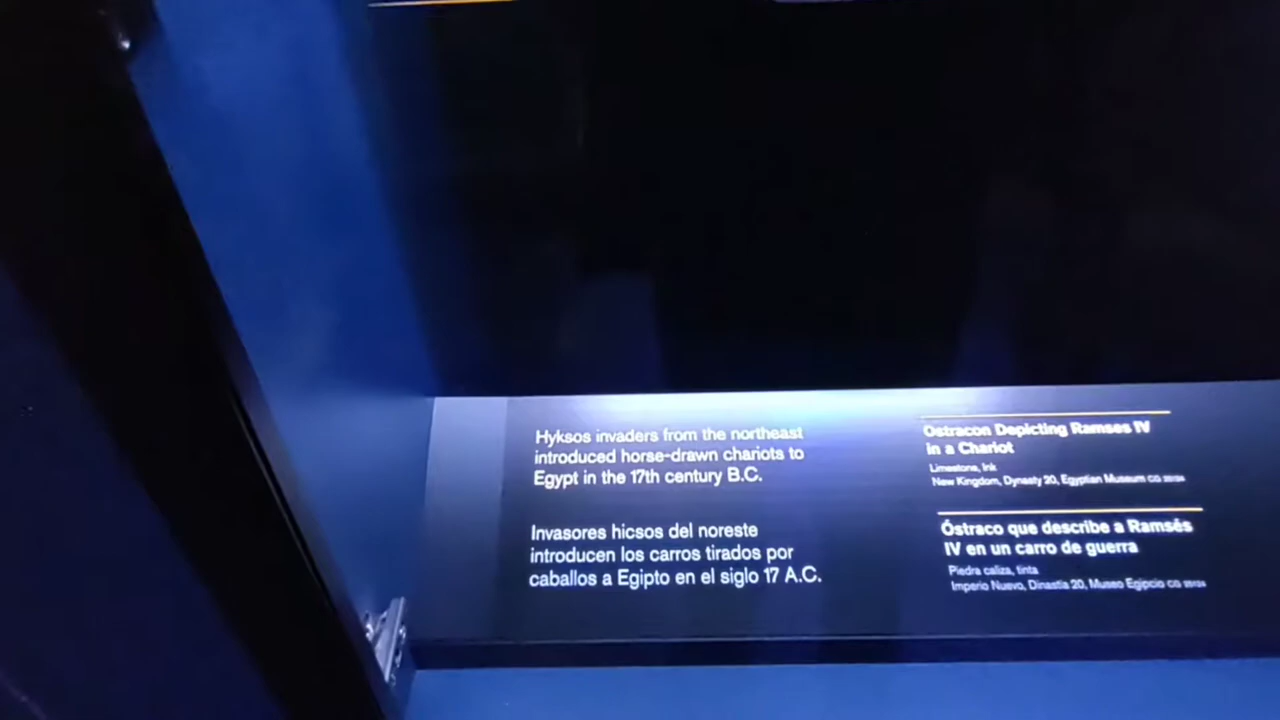 Hyksos invaders from the northeast
introduced horse-drawn chariots to
Egypt in the 17th century B.C.
Invasores hicsos del noreste
introducen los carros tirados por
caballos a Egipto en el siglo 17 A.C.
Ostracon Depicting Ramses IV
in a Chariot
Limestone, Ink
New Kingdom, Dynasty 20, Egyptian Museum CG
Óstraco que describe a Ramsés
IV en un carro de guerra
Piedra caliza, tinta
Imperio Nuevo, Dinastía 20, Museo Egipcio CG